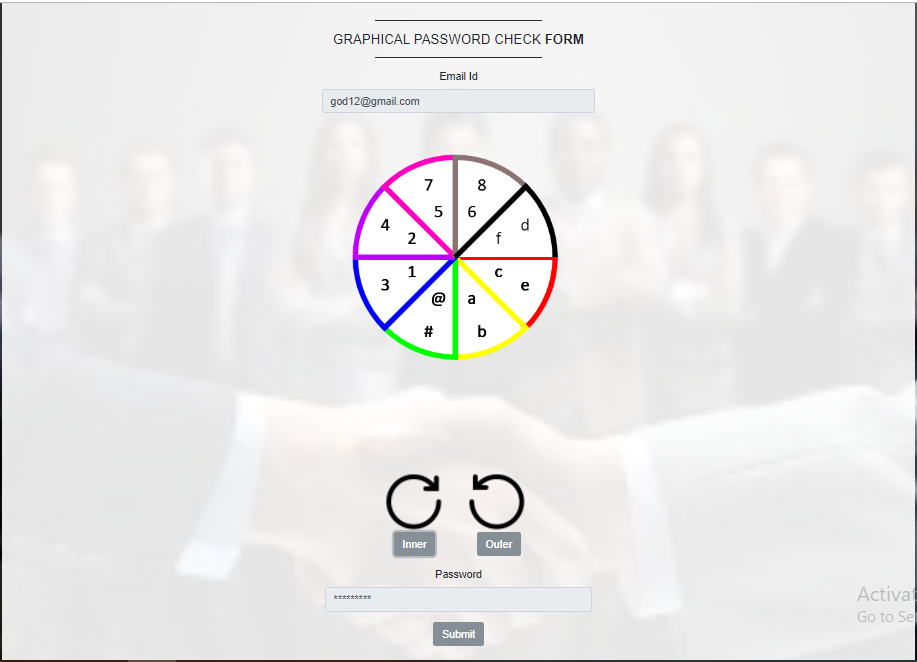 GRAPHICAL PASSWORD CHECK FORM
Email Id
god12@gmail.com
7 8
5 6
4 d
2 f
1 c
3 e
@ a
# b
Inner Outer
Password
*********
Activat
Go to Se
Submit